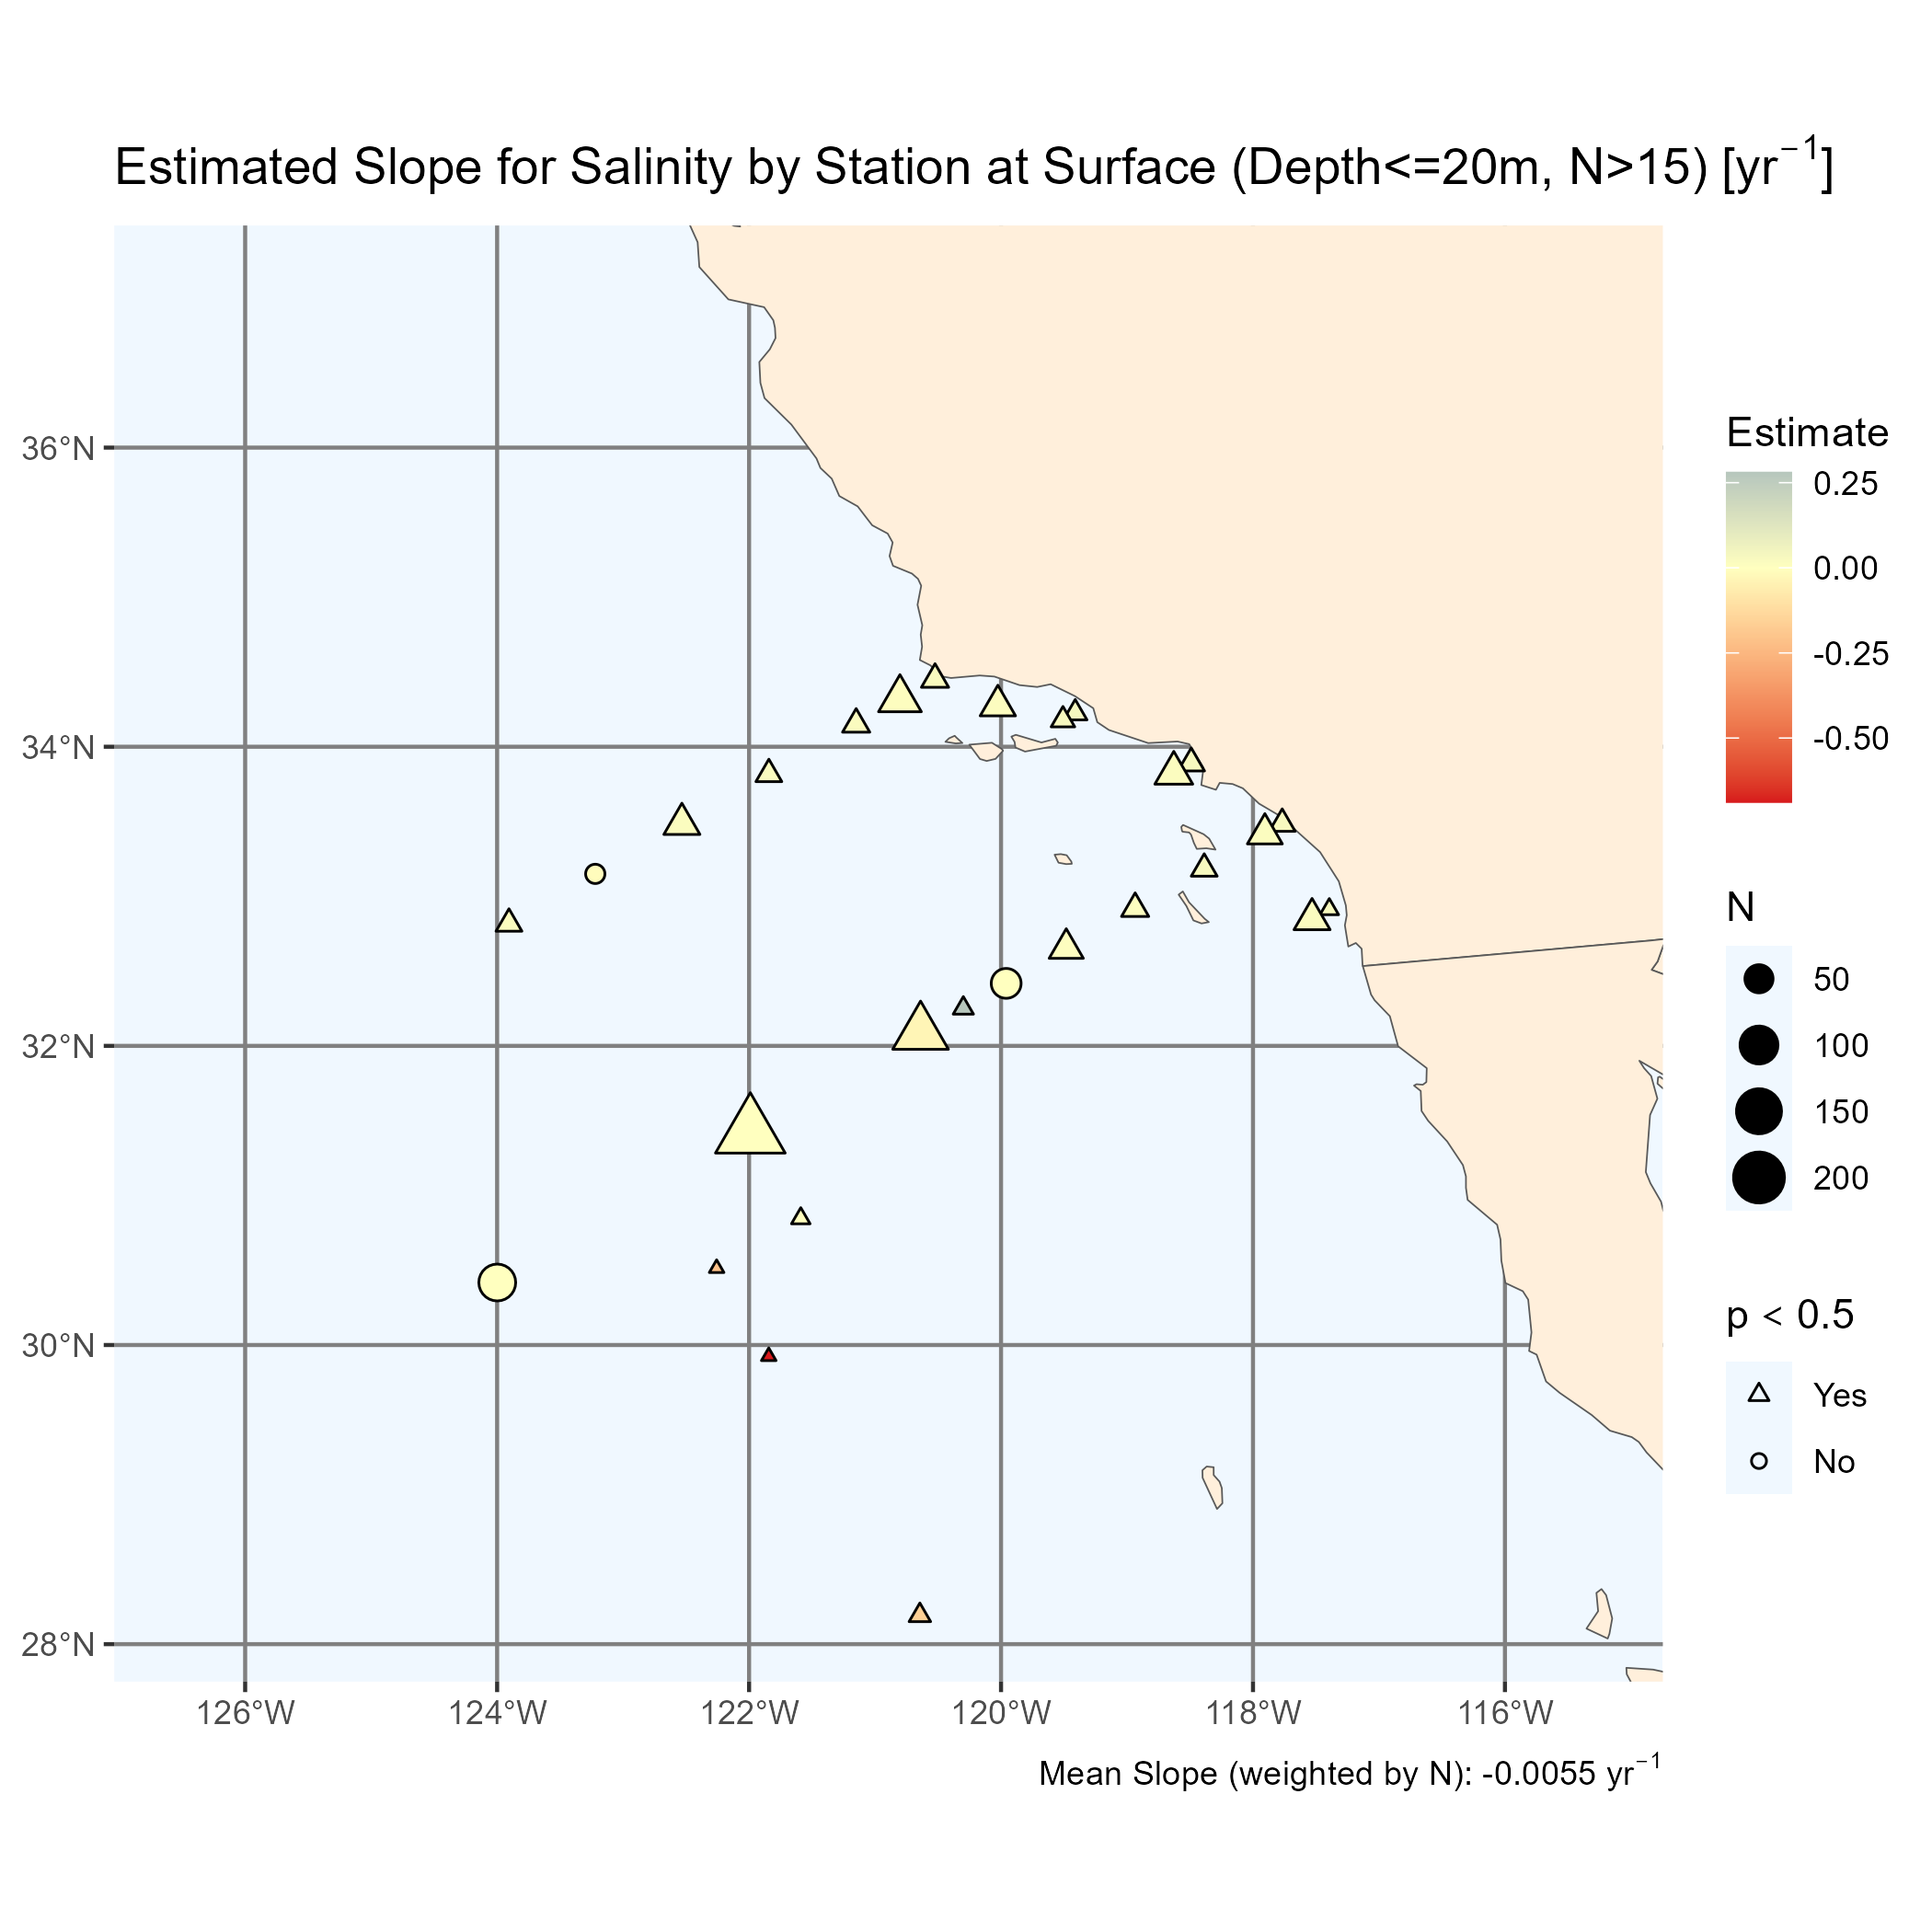 Estimated Slope for Salinity by Station at Surface (Depth<=20m, N>15) [yr⁻¹]
36°N
34°N
32°N
30°N
28°N
126°W
124°W
122°W
120°W
118°W
116°W
Mean Slope (weighted by N): -0.0055 yr⁻¹
Estimate
0.25
0.00
-0.25
-0.50
N
50
100
150
200
p < 0.5
Yes
No